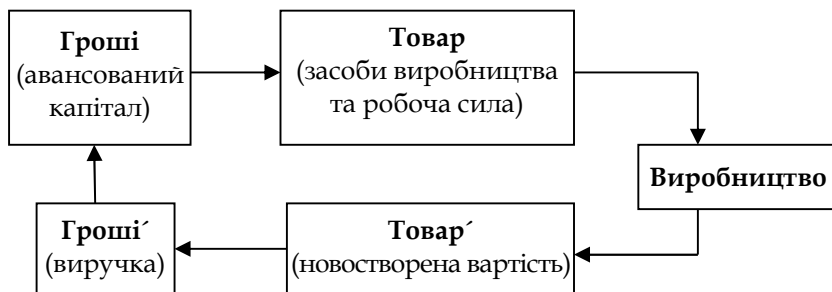 Гроші
(авансований
капітал)
Товар
(засоби виробництва
та робоча сила)
Виробництво
Гроші´
(виручка)
Товар´
(новостворена вартість)